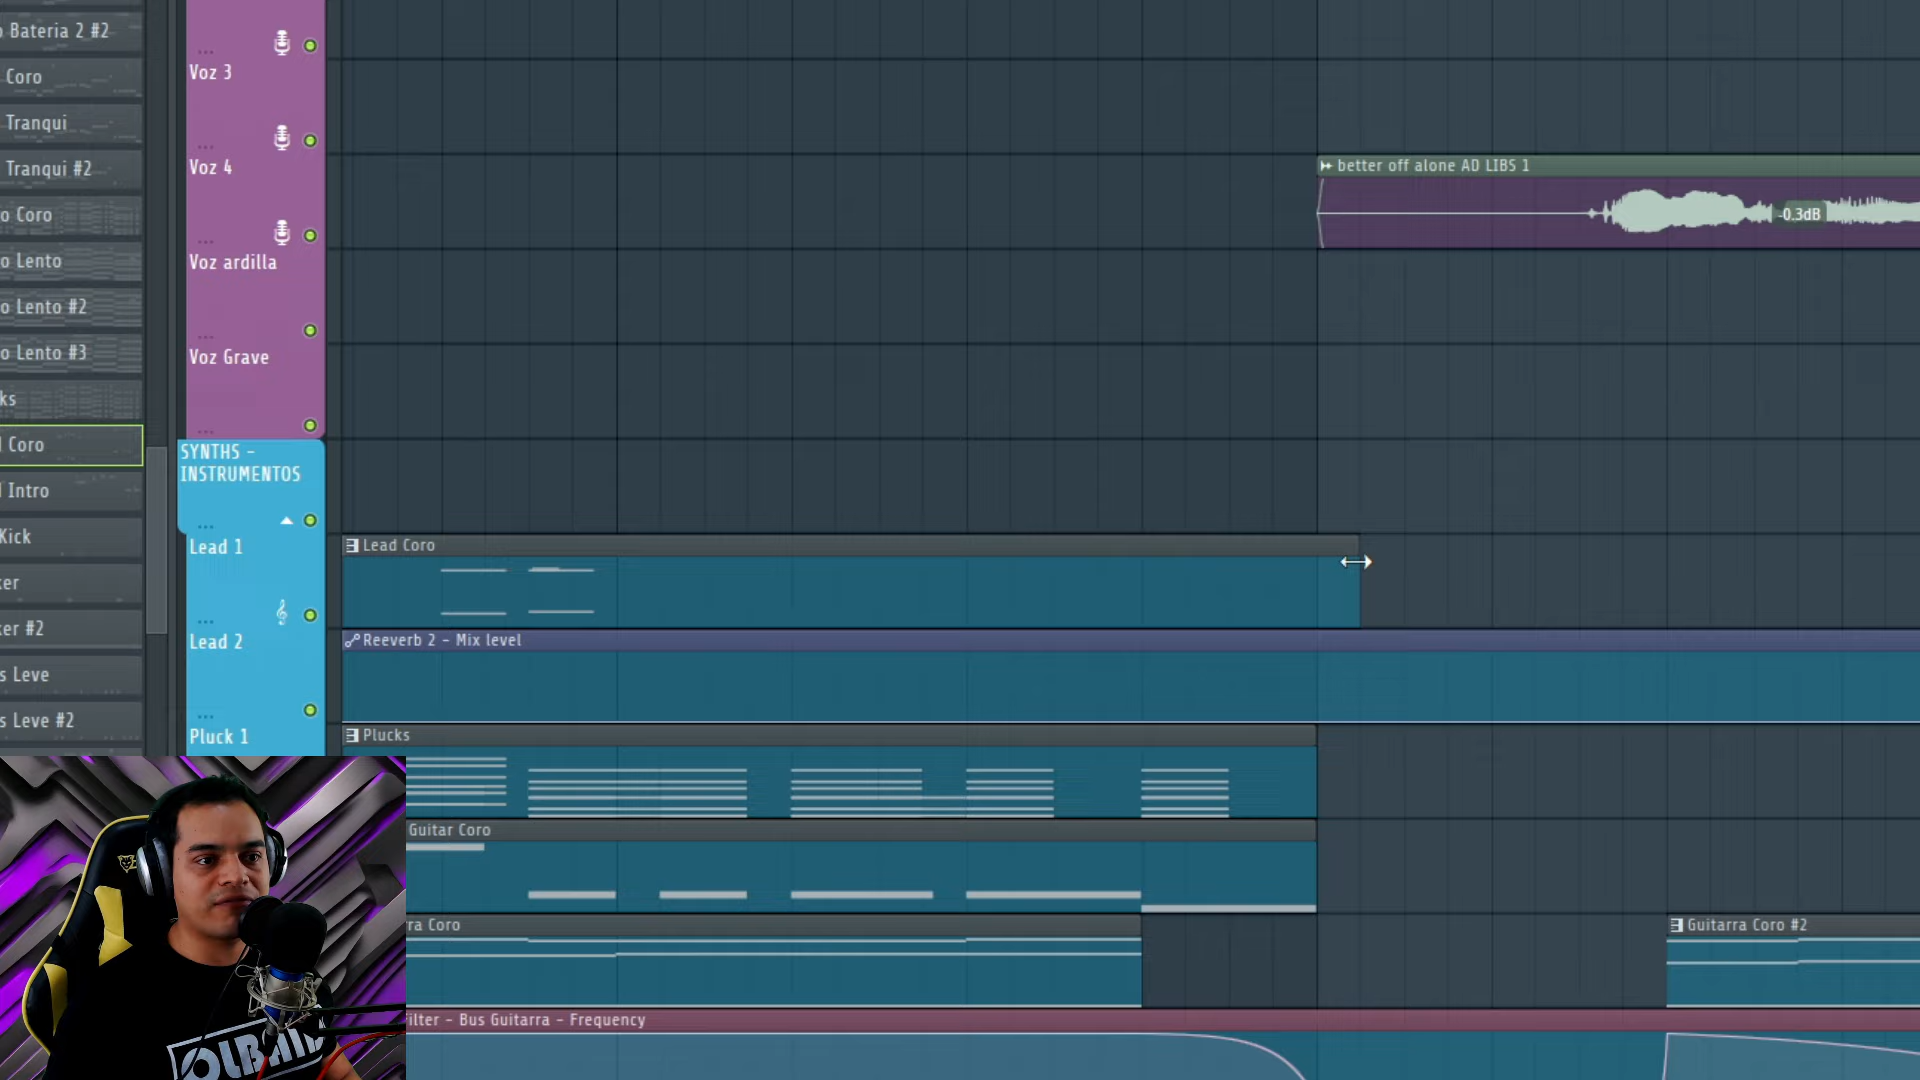 Bateria 2 #2
Coro
Tranqui
Tranqui #2
o Coro
o Lento
o Lento #2
o Lento #3
ks
Coro
Intro
Kick
ker
ker #2
s Leve
s Leve #2
Voz 3
Voz 4
Voz ardilla
Voz Grave
SYNTHS -
INSTRUMENTOS
Lead 1
Lead 2
Pluck 1
better off alone AD LIBS 1
-0.3dB
Lead Coro
Reeverb 2 - Mix level
Plucks
Guitar Coro
ra Coro
Guitarra Coro #2
ilter - Bus Guitarra - Frequency